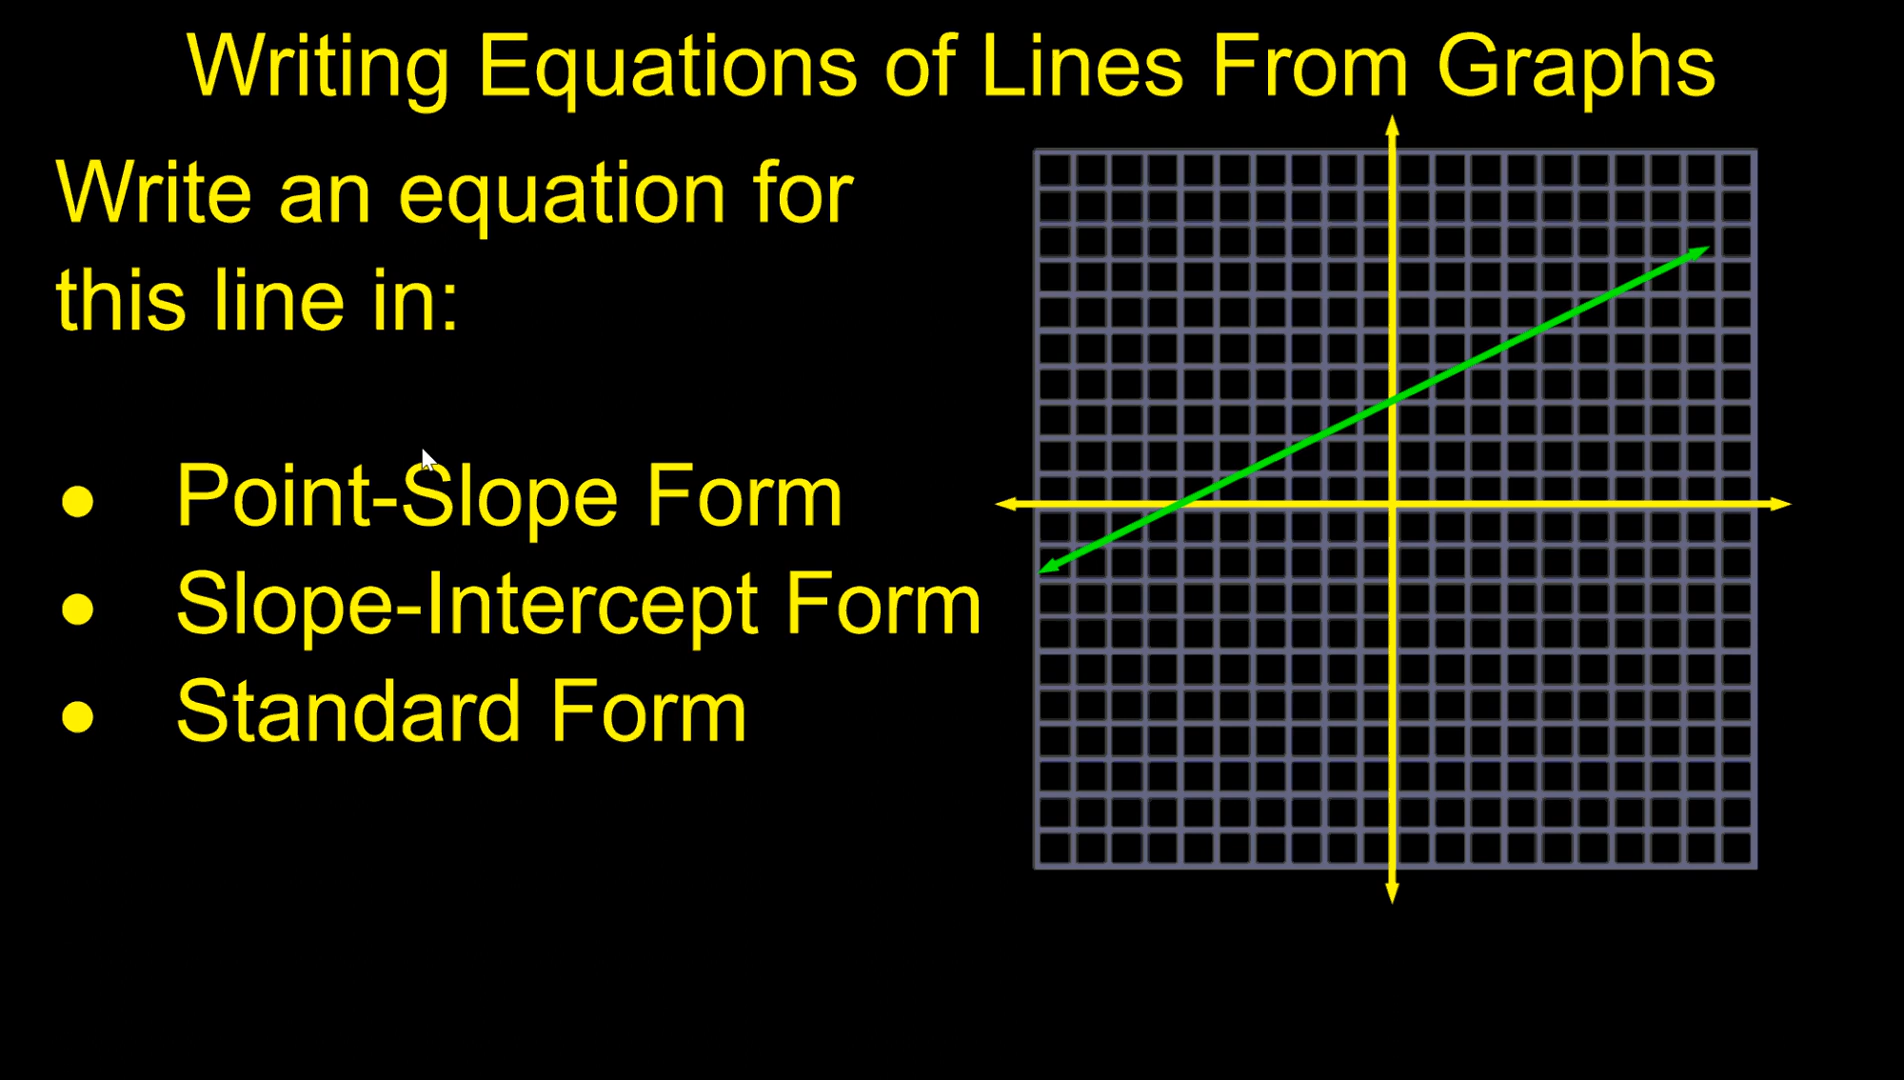 Writing Equations of Lines From Graphs
Write an equation for
this line in:
● Point-Slope Form
● Slope-Intercept Form
● Standard Form